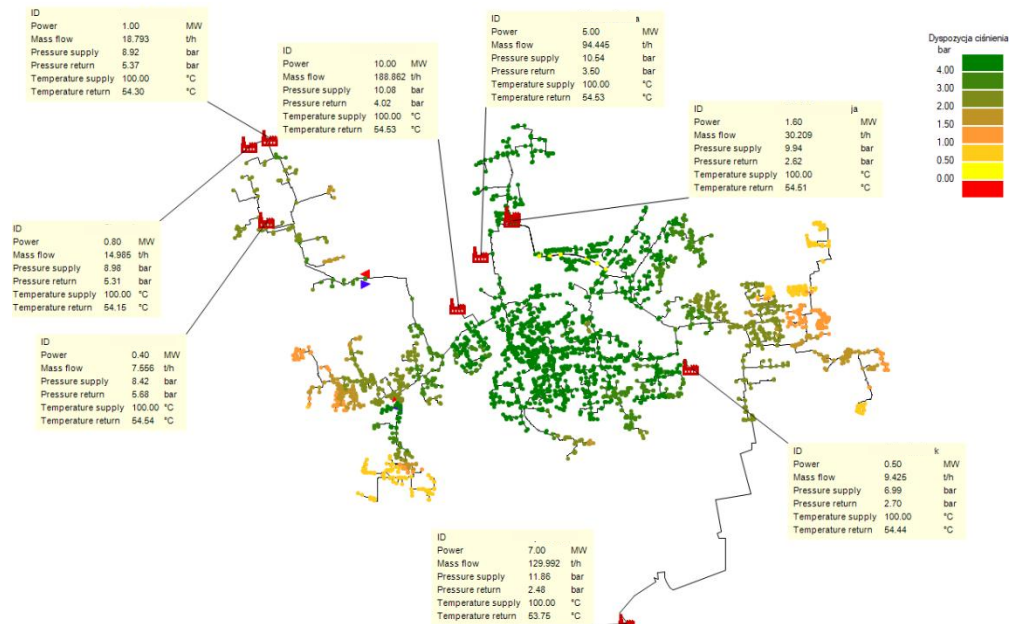 ID
Power 1.00 MW
Mass flow 18.793 t/h
Pressure supply 8.92 bar
Pressure return 5.37 bar
Temperature supply 100.00 °C
Temperature return 54.30 °C
ID
Power 10.00 MW
Mass flow 188.862 t/h
Pressure supply 10.08 bar
Pressure return 4.02 bar
Temperature supply 100.00 °C
Temperature return 54.53 °C
ID a
Power 5.00 MW
Mass flow 94.445 t/h
Pressure supply 10.54 bar
Pressure return 3.50 bar
Temperature supply 100.00 °C
Temperature return 54.53 °C
ID ja
Power 1.60 MW
Mass flow 30.209 t/h
Pressure supply 9.94 bar
Pressure return 2.62 bar
Temperature supply 100.00 °C
Temperature return 54.51 °C
Dyspozycja ciśnienia
bar
4.00
3.00
2.00
1.50
1.00
0.50
0.00
ID
Power 0.80 MW
Mass flow 14.985 t/h
Pressure supply 8.98 bar
Pressure return 5.31 bar
Temperature supply 100.00 °C
Temperature return 54.15 °C
ID
Power 0.40 MW
Mass flow 7.556 t/h
Pressure supply 8.42 bar
Pressure return 5.68 bar
Temperature supply 100.00 °C
Temperature return 54.54 °C
ID k
Power 0.50 MW
Mass flow 9.425 t/h
Pressure supply 6.99 bar
Pressure return 2.70 bar
Temperature supply 100.00 °C
Temperature return 54.44 °C
ID
Power 7.00 MW
Mass flow 129.992 t/h
Pressure supply 11.86 bar
Pressure return 2.48 bar
Temperature supply 100.00 °C
Temperature return 53.75 °C